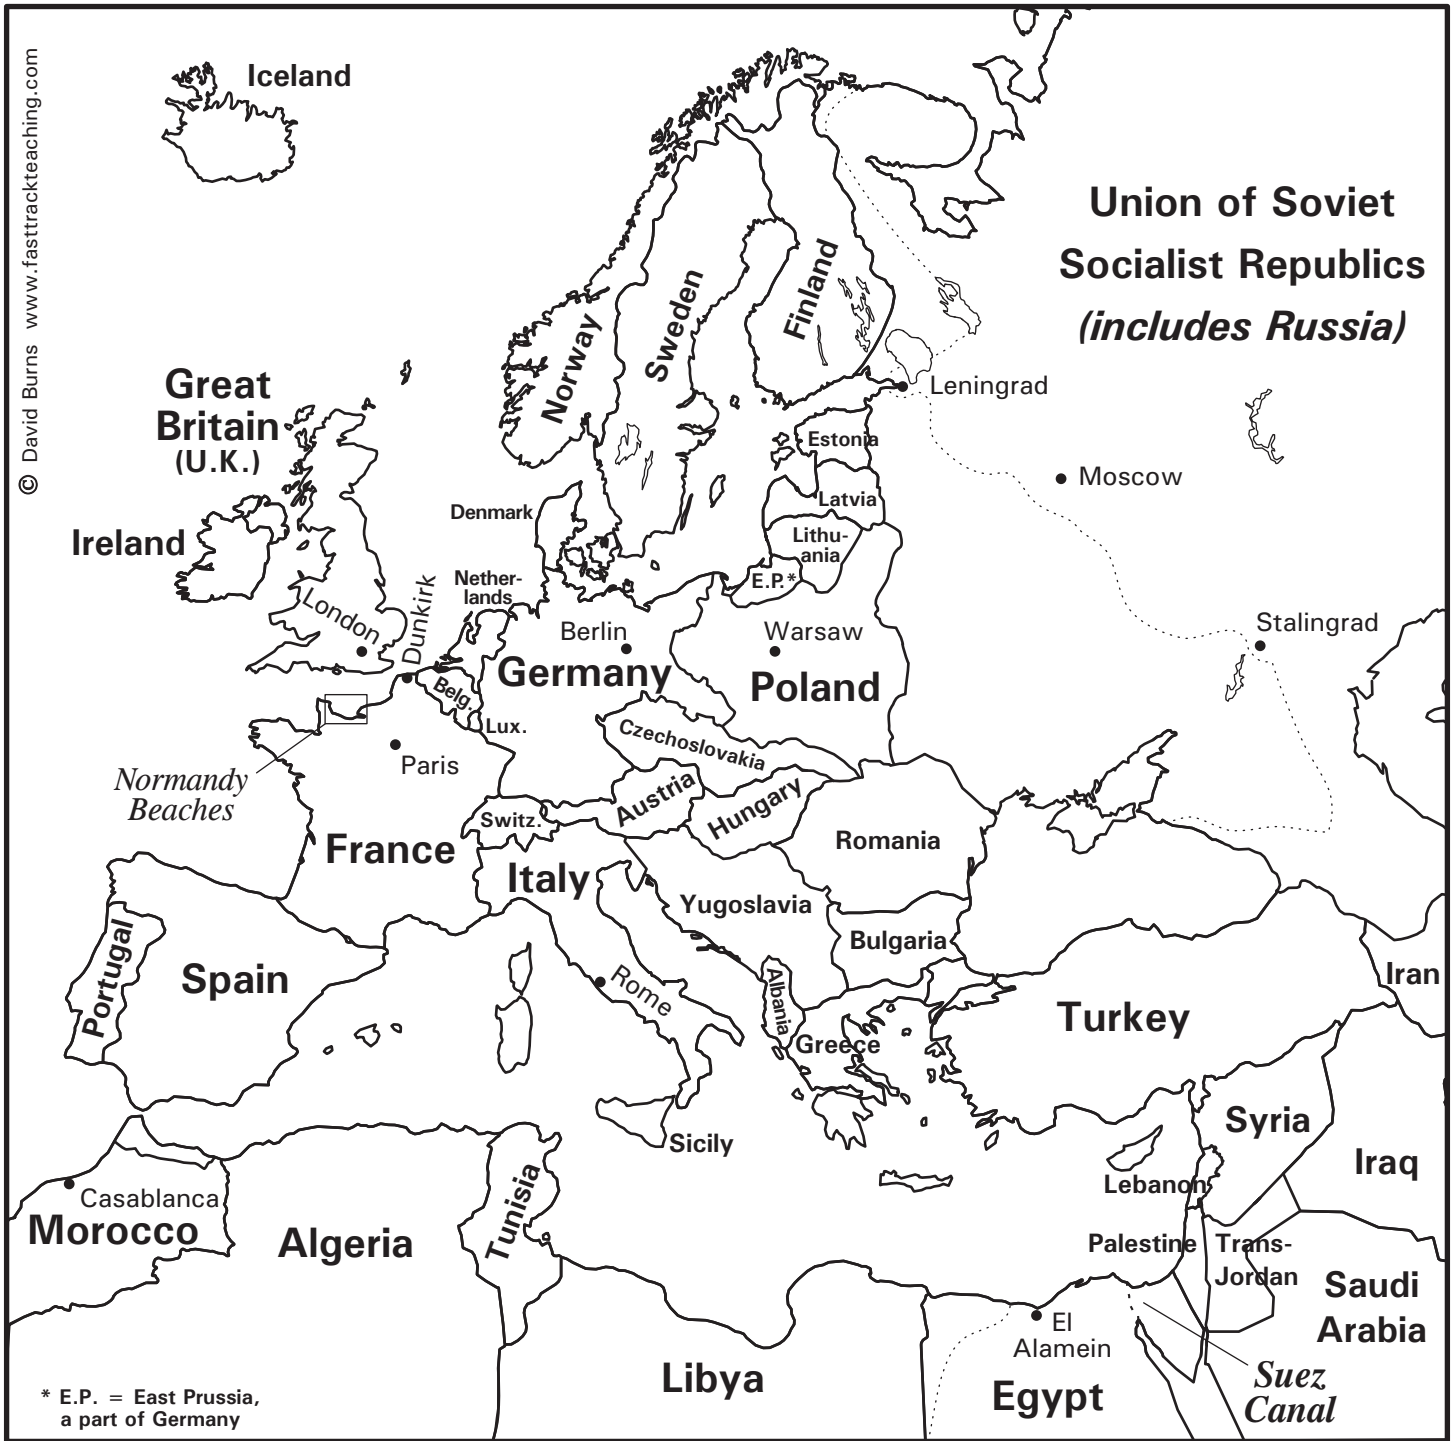 © David Burns www.fasttrackteaching.com
Iceland
Union of Soviet
Socialist Republics
(includes Russia)
Norway
Sweden
Finland
Great
Britain
(U.K.)
Leningrad
Estonia
Moscow
Latvia
Denmark
Ireland
Lithu-
ania
E.P.*
Nether-
lands
London
Dunkirk
Berlin
Warsaw
Stalingrad
Germany
Poland
Belg.
Lux.
Czechoslovakia
Paris
Normandy
Beaches
Austria
Hungary
Switz.
Romania
France
Italy
Yugoslavia
Bulgaria
Portugal
Spain
Rome
Albania
Iran
Turkey
Greece
Sicily
Syria
Iraq
Lebanon
Casablanca
Morocco
Algeria
Tunisia
Palestine
Trans-
Jordan
Saudi
Arabia
El
Alamein
Libya
Egypt
Suez
Canal
* E.P. = East Prussia,
a part of Germany